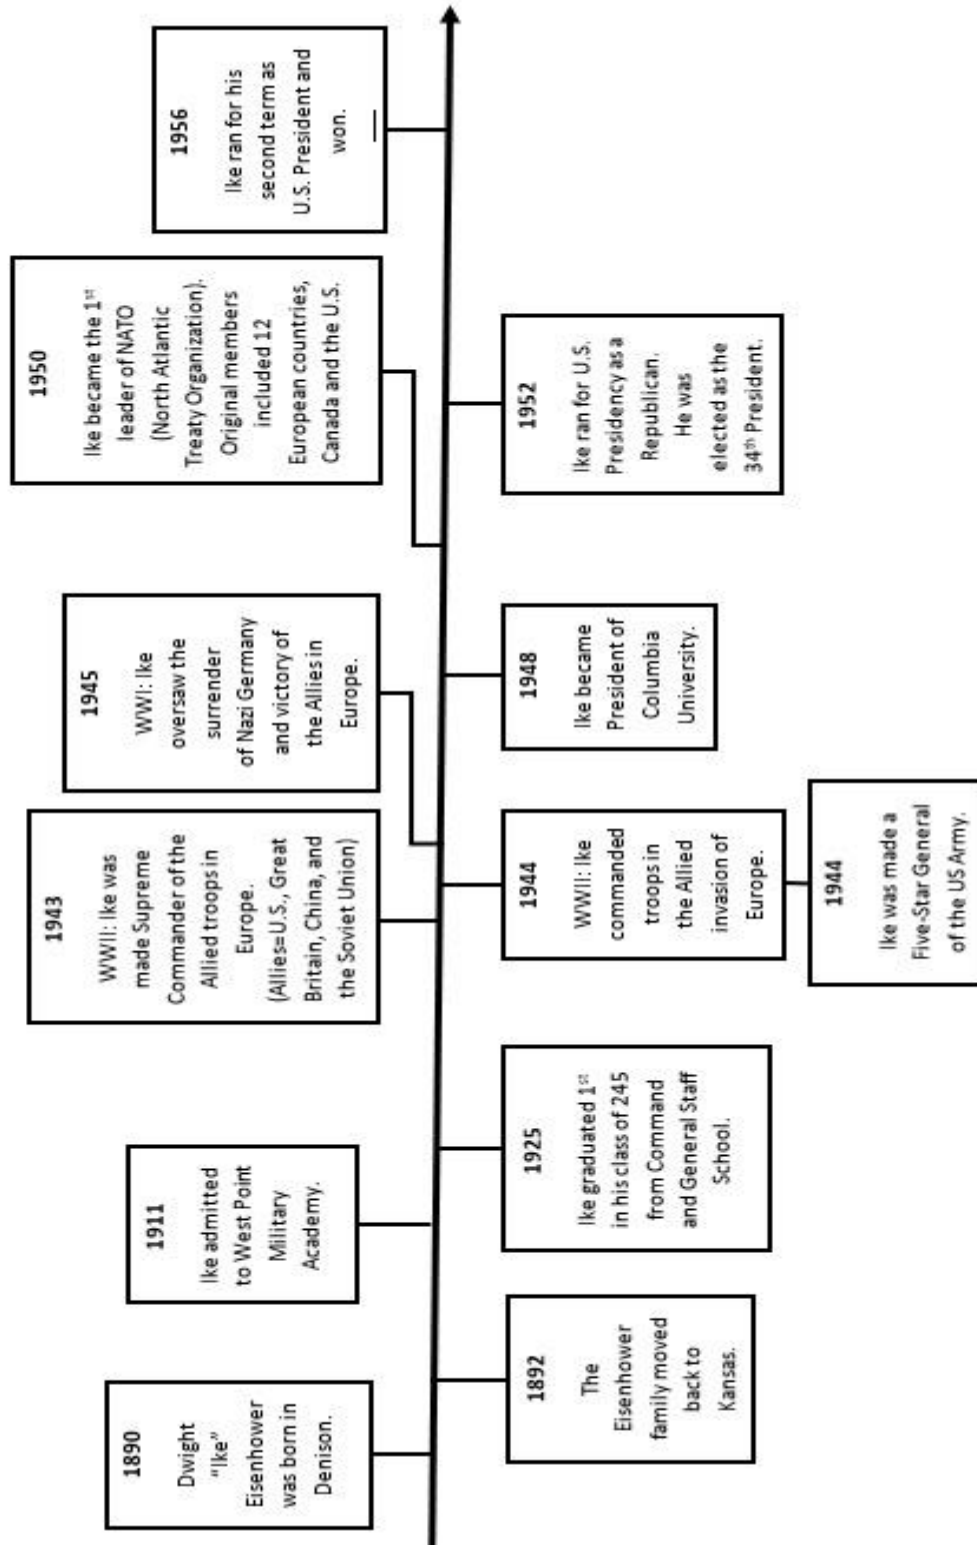 1890
Dwight
"Ike"
Eisenhower
was born in
Denison.
1892
The
Eisenhower
family moved
back to
Kansas.
1911
Ike admitted
to West Point
Military
Academy.
1925
Ike graduated 1st
in his class of 245
from Command
and General Staff
School.
1943
WWII: Ike was
made Supreme
Commander of the
Allied troops in
Europe.
(Allies=U.S., Great
Britain, China, and
the Soviet Union)
1944
WWII: Ike
commanded
troops in
the Allied
invasion of
Europe.
1944
Ike was made a
Five-Star General
of the US Army.
1945
WWI: Ike
oversaw the
surrender
of Nazi Germany
and victory of
the Allies in
Europe.
1948
Ike became
President of
Columbia
University.
1950
Ike became the 1st
leader of NATO
(North Atlantic
Treaty Organization).
Original members
included 12
European countries,
Canada and the U.S.
1952
Ike ran for U.S.
Presidency as a
Republican.
He was
elected as the
34th President.
1956
Ike ran for his
second term as
U.S. President and
won.